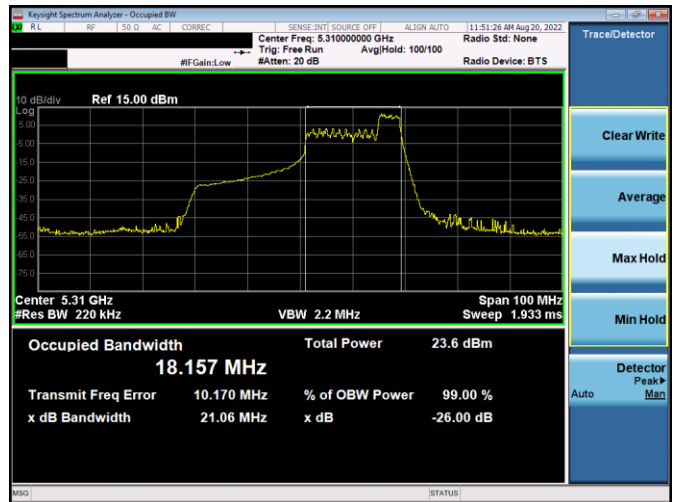 Keysight Spectrum Analyzer - Occupied BW
RL RF 50 Ω AC CORREC SENSE:INT SOURCE OFF ALIGN AUTO 11:51:26 AM Aug 20, 2022
Center Freq: 5.310000000 GHz Radio Std: None
Trig: Free Run Avg|Hold: 100/100
#IFGain:Low #Atten: 20 dB Radio Device: BTS
Trace/Detector
10 dB/div Ref 15.00 dBm
Log
5.00
-5.00
-15.0
-25.0
-35.0
-45.0
-55.0
-65.0
-75.0
Center 5.31 GHz Span 100 MHz
#Res BW 220 kHz VBW 2.2 MHz Sweep 1.933 ms
Occupied Bandwidth Total Power 23.6 dBm
18.157 MHz
Transmit Freq Error 10.170 MHz % of OBW Power 99.00 %
x dB Bandwidth 21.06 MHz x dB -26.00 dB
Clear Write
Average
Max Hold
Min Hold
Detector
Peak▶
Auto Man
MSG STATUS